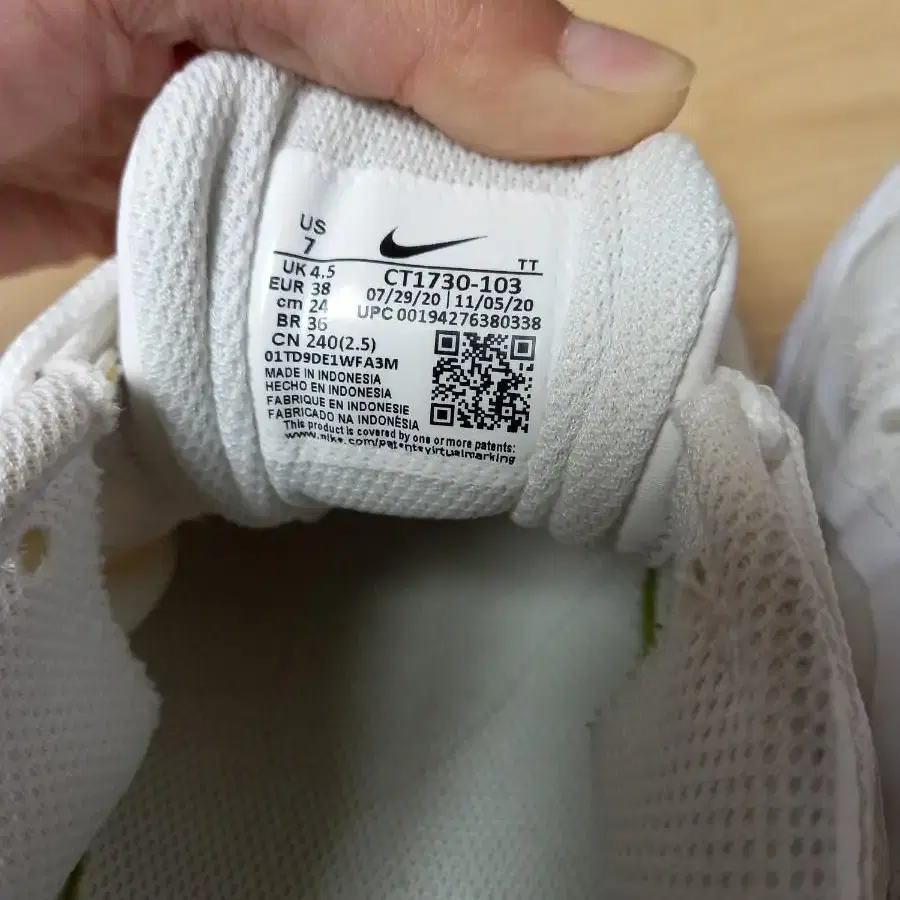 US
7
TT
UK 4.5
EUR 38
cm 24
BR 36
CN 240(2.5)
CT1730-103
07/29/20 | 11/05/20
UPC 00194276380338
01TD9DE1WFA3M
MADE IN INDONESIA
HECHO EN INDONESIA
FABRIQUE EN INDONESIE
FABRICADO NA INDONÉSIA
This product is covered by one or more patents:
www.nike.com/patentsvirtualmarking